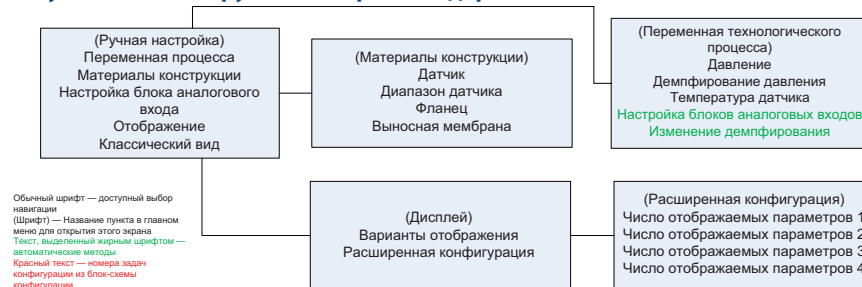 (Ручная настройка)
Переменная процесса
Материалы конструкции
Настройка блока аналогового
входа
Отображение
Классический вид
(Материалы конструкции)
Датчик
Диапазон датчика
Фланец
Выносная мембрана
(Переменная технологического
процесса)
Давление
Демпфирование давления
Температура датчика
Настройка блоков аналоговых входов
Изменение демпфирования
Обычный шрифт — доступный выбор
навигации
(Шрифт) — Название пункта в главном
меню для открытия этого экрана
Текст, выделенный жирным шрифтом —
автоматические методы
Красный текст — номера задач
конфигурации из блок-схемы
конфигурации
(Дисплей)
Варианты отображения
Расширенная конфигурация
(Расширенная конфигурация)
Число отображаемых параметров 1
Число отображаемых параметров 2
Число отображаемых параметров 3
Число отображаемых параметров 4